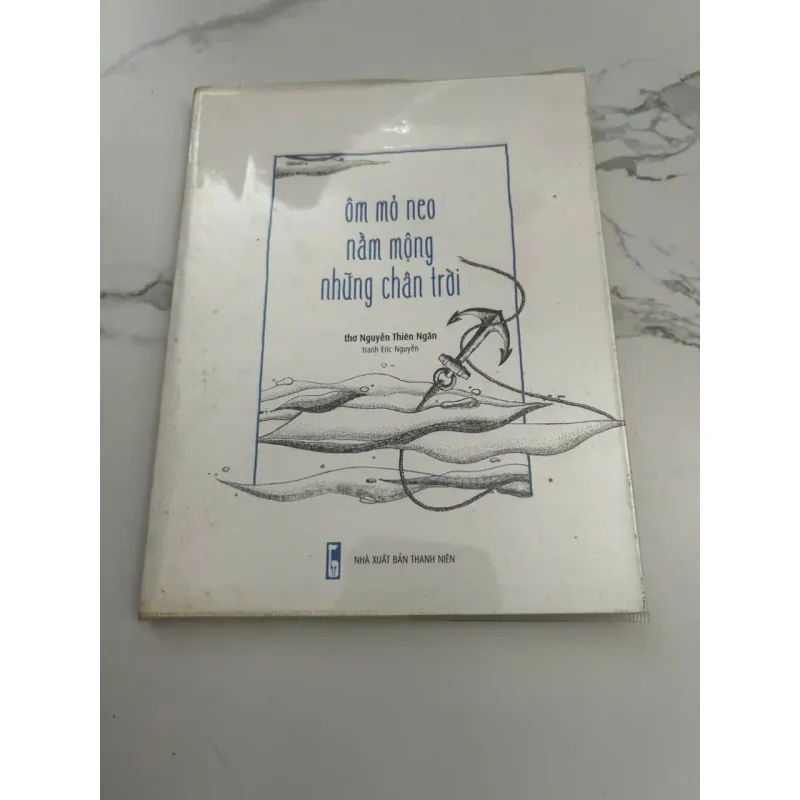 ôm mỏ neo
nằm mộng
những chân trời
thơ Nguyễn Thiên Ngân
tranh Eric Nguyễn
NHÀ XUẤT BẢN THANH NIÊN